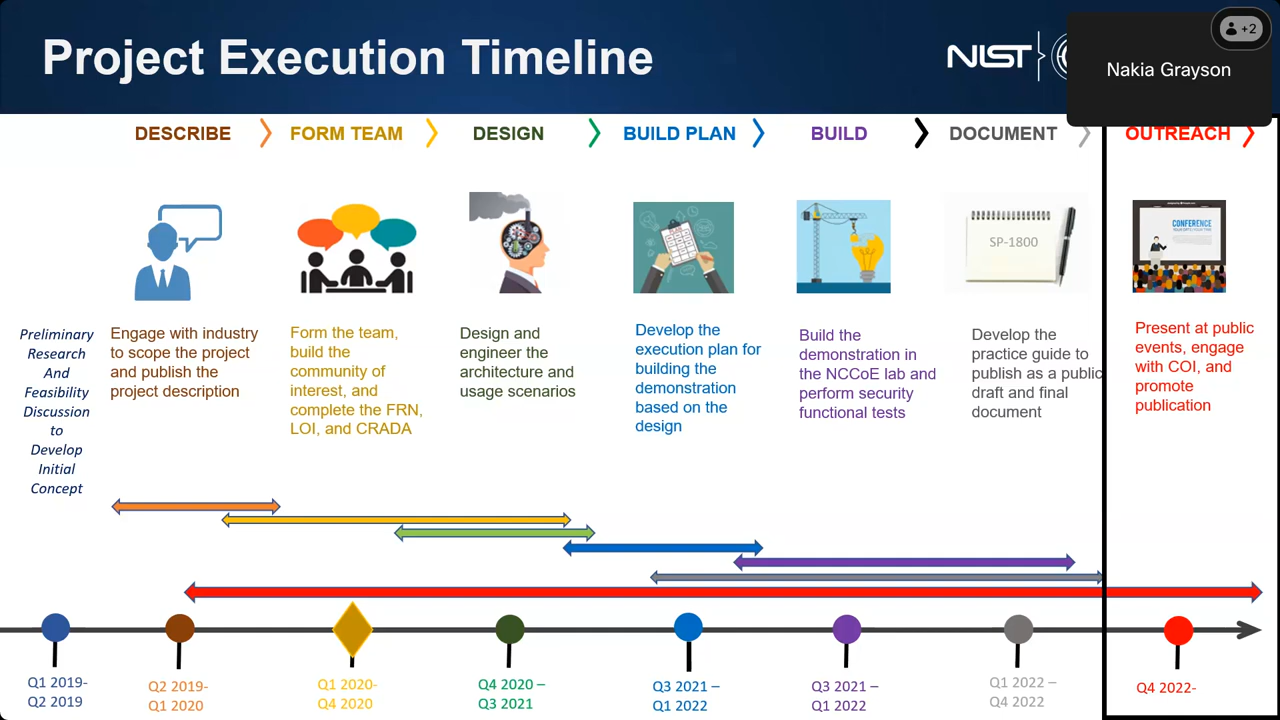 Project Execution Timeline
NIST
+2
Nakia Grayson
DESCRIBE
FORM TEAM
DESIGN
BUILD PLAN
BUILD
DOCUMENT
OUTREACH
SP-1800
CONFERENCE
Preliminary
Research
And
Feasibility
Discussion
to
Develop
Initial
Concept
Engage with industry
to scope the project
and publish the
project description
Form the team,
build the
community of
interest, and
complete the FRN,
LOI, and CRADA
Design and
engineer the
architecture and
usage scenarios
Develop the
execution plan for
building the
demonstration
based on the
design
Build the
demonstration in
the NCCoE lab and
perform security
functional tests
Develop the
practice guide to
publish as a public
draft and final
document
Present at public
events, engage
with COI, and
promote
publication
Q1 2019-
Q2 2019
Q2 2019-
Q1 2020
Q1 2020-
Q4 2020
Q4 2020 –
Q3 2021
Q3 2021 –
Q1 2022
Q3 2021 –
Q1 2022
Q1 2022 –
Q4 2022
Q4 2022-